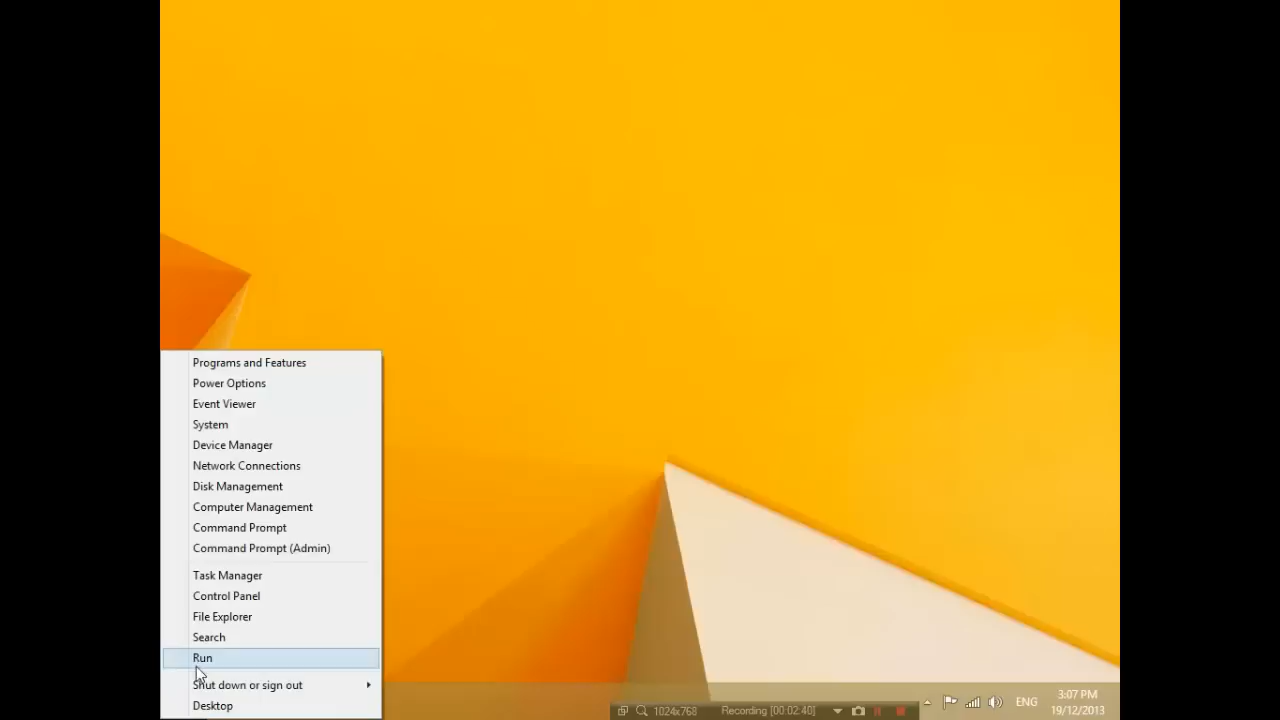 Programs and Features
Power Options
Event Viewer
System
Device Manager
Network Connections
Disk Management
Computer Management
Command Prompt
Command Prompt (Admin)
Task Manager
Control Panel
File Explorer
Search
Run
Shut down or sign out
Desktop
1024x768 Recording [00:02:40]
ENG
3:07 PM
19/12/2013